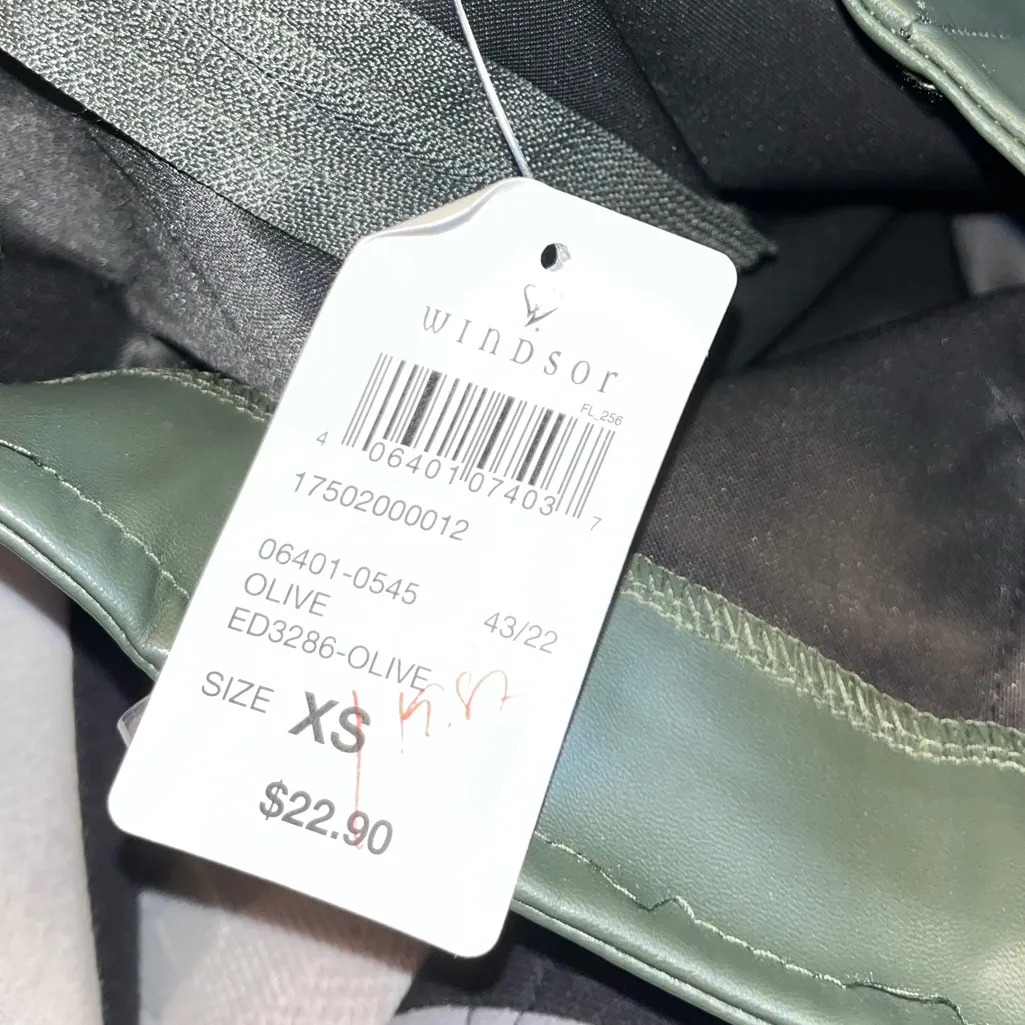 WINDSOR
FL_256
4 06401 07403 7
17502000012
06401-0545
OLIVE 43/22
ED3286-OLIVE
SIZE XS
$22.90